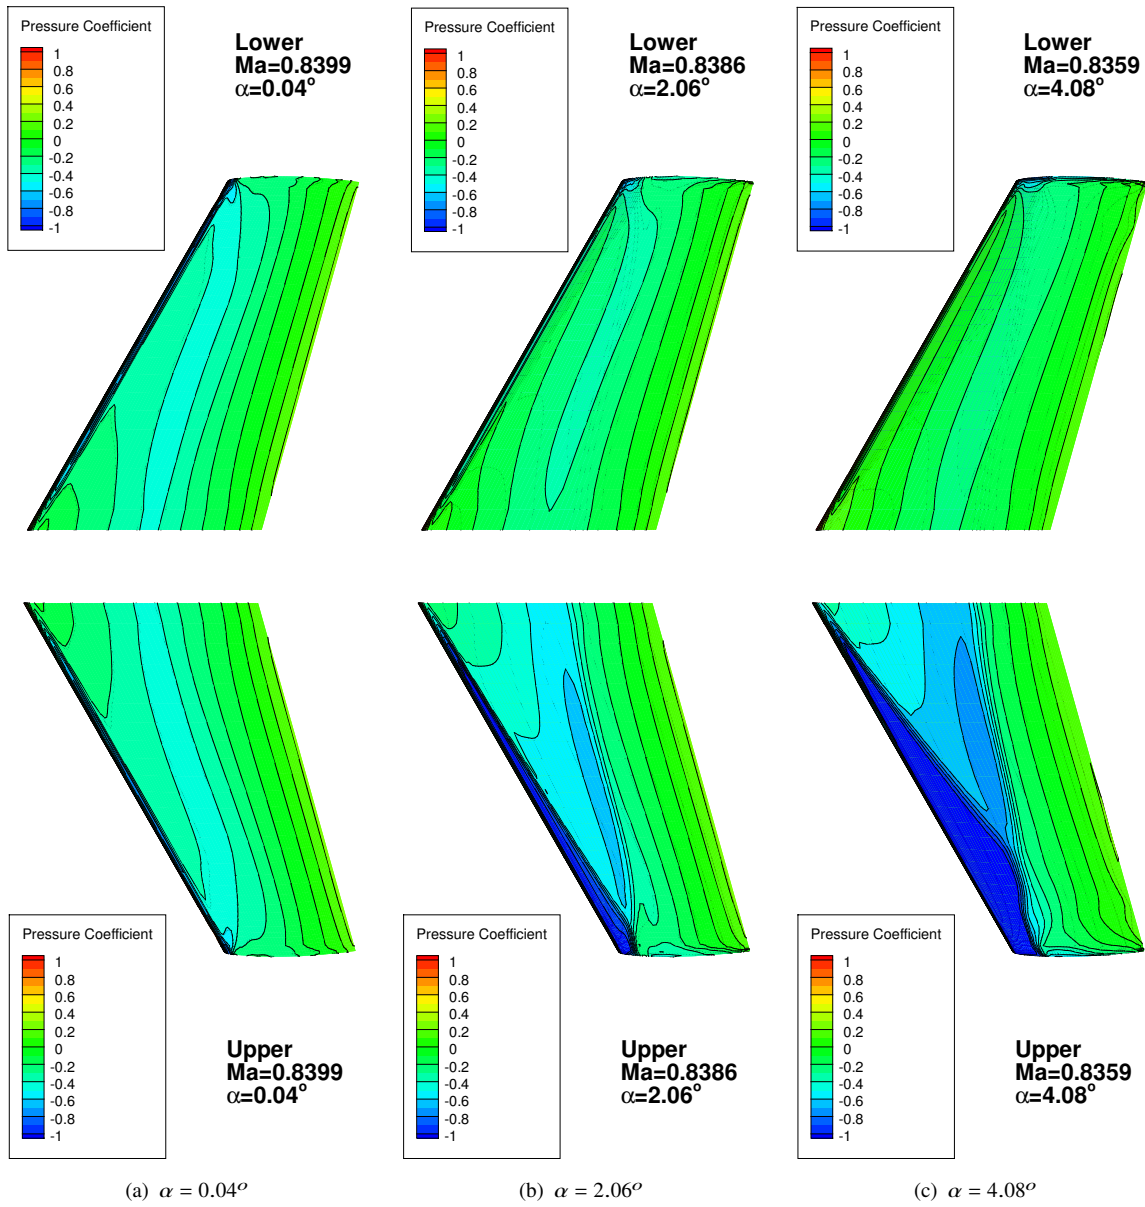 Pressure Coefficient
1
0.8
0.6
0.4
0.2
0
-0.2
-0.4
-0.6
-0.8
-1
Lower
Ma=0.8399
α=0.04°
Pressure Coefficient
1
0.8
0.6
0.4
0.2
0
-0.2
-0.4
-0.6
-0.8
-1
Lower
Ma=0.8386
α=2.06°
Pressure Coefficient
1
0.8
0.6
0.4
0.2
0
-0.2
-0.4
-0.6
-0.8
-1
Lower
Ma=0.8359
α=4.08°
Pressure Coefficient
1
0.8
0.6
0.4
0.2
0
-0.2
-0.4
-0.6
-0.8
-1
Upper
Ma=0.8399
α=0.04°
Pressure Coefficient
1
0.8
0.6
0.4
0.2
0
-0.2
-0.4
-0.6
-0.8
-1
Upper
Ma=0.8386
α=2.06°
Pressure Coefficient
1
0.8
0.6
0.4
0.2
0
-0.2
-0.4
-0.6
-0.8
-1
Upper
Ma=0.8359
α=4.08°
(a) α = 0.04°
(b) α = 2.06°
(c) α = 4.08°